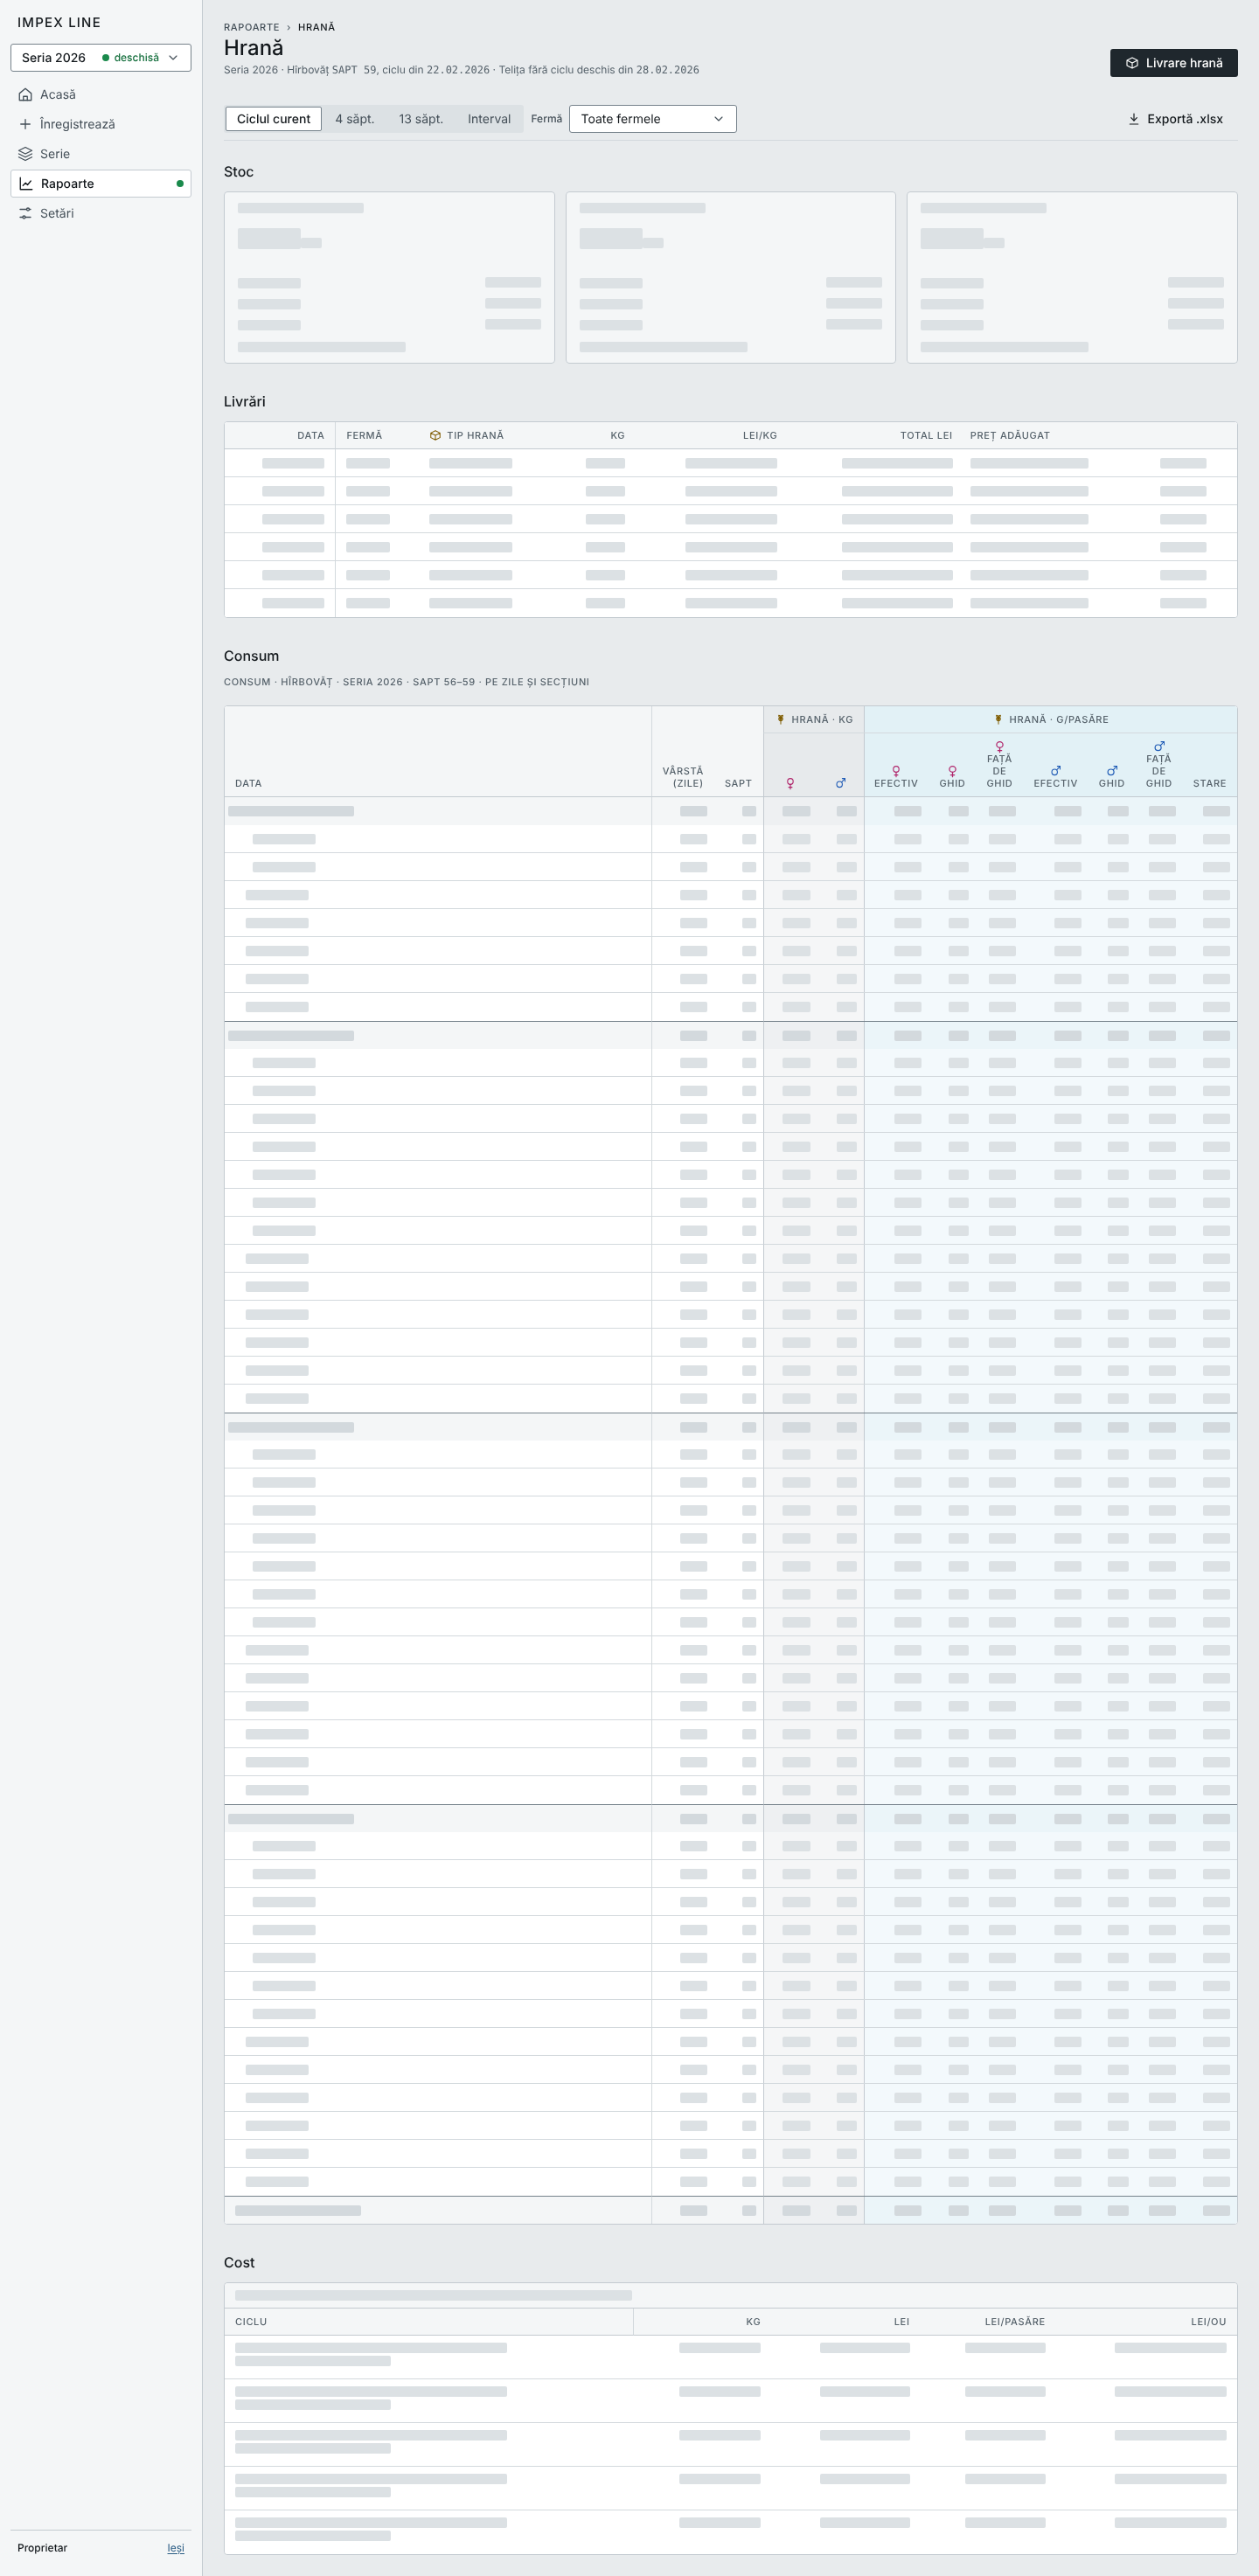 IMPEX LINE
Seria 2026 deschisă
Acasă
Înregistrează
Serie
Rapoarte
Setări
Proprietar Ieși
RAPOARTE › HRANĂ
Hrană
Seria 2026 · Hîrbovăț SAPT 59, ciclu din 22.02.2026 · Telița fără ciclu deschis din 28.02.2026
Livrare hrană
Ciclul curent 4 săpt. 13 săpt. Interval Fermă Toate fermele Exportă .xlsx
Stoc
Livrări
DATA FERMĂ TIP HRANĂ KG LEI/KG TOTAL LEI PREȚ ADĂUGAT
Consum
CONSUM · HÎRBOVĂȚ · SERIA 2026 · SAPT 56–59 · PE ZILE ȘI SECȚIUNI
HRANĂ · KG HRANĂ · G/PASĂRE
DATA VÂRSTĂ (ZILE) SAPT ♀ ♂ ♀ EFECTIV ♀ GHID ♀ FAȚĂ DE GHID ♂ EFECTIV ♂ GHID ♂ FAȚĂ DE GHID STARE
Cost
CICLU KG LEI LEI/PASĂRE LEI/OU